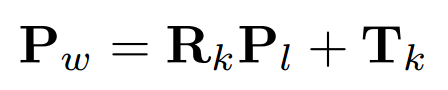 P_w = R_k P_l + T_k